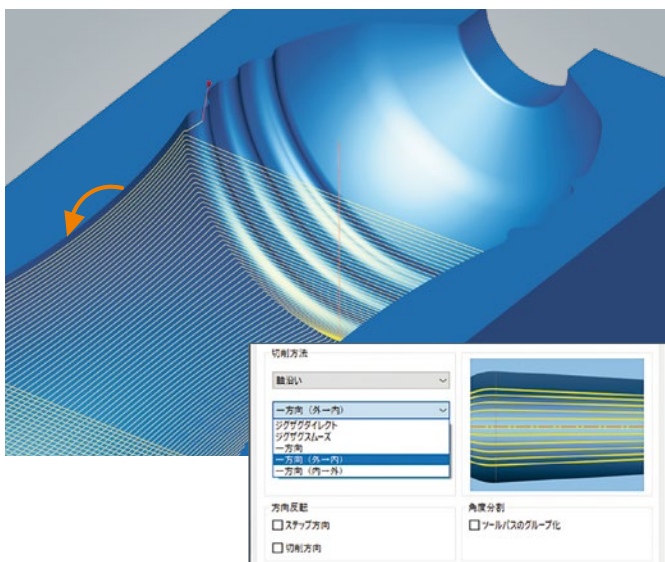 切削方法
軸沿い
一方向（外→内）
ジグザグダイレクト
ジグザグスムーズ
一方向
一方向（外→内）
一方向（内→外）
方向反転
ステップ方向
切削方向
角度分割
ツールパスのグループ化